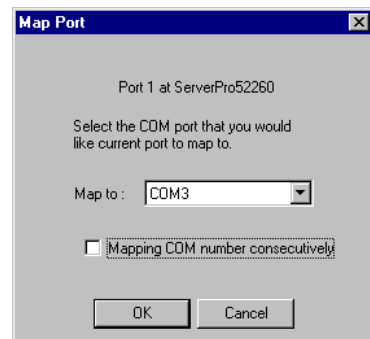 Map Port
Port 1 at ServerPro52260
Select the COM port that you would
like current port to map to.
Map to : COM3
Mapping COM number consecutively
OK Cancel